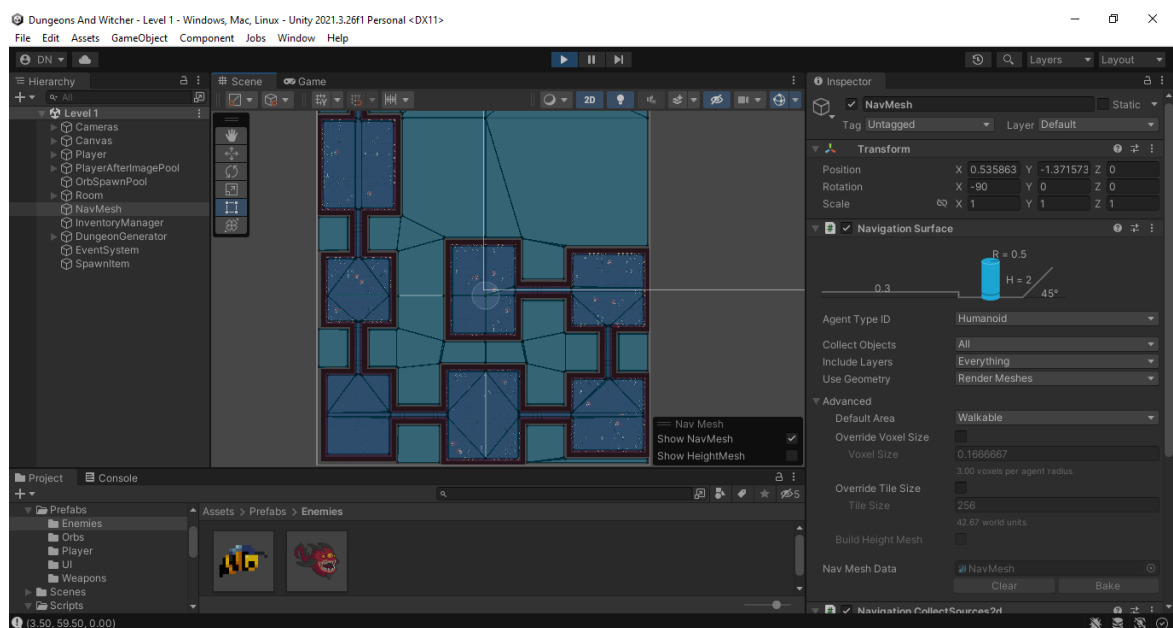 Dungeons And Witcher - Level 1 - Windows, Mac, Linux - Unity 2021.3.26f1 Personal <DX11>
File Edit Assets GameObject Component Jobs Window Help
DN
Layers
Layout
Hierarchy
All
Level 1
Cameras
Canvas
Player
PlayerAfterImagePool
OrbSpawnPool
Room
NavMesh
InventoryManager
DungeonGenerator
EventSystem
SpawnItem
Scene
Game
2D
Nav Mesh
Show NavMesh
Show HeightMesh
Project
Console
5
Prefabs
Enemies
Orbs
Player
UI
Weapons
Scenes
Scripts
Assets > Prefabs > Enemies
(3.50, 59.50, 0.00)
Inspector
NavMesh
Static
Tag Untagged
Layer Default
Transform
Position X 0.535863 Y -1.371573 Z 0
Rotation X -90 Y 0 Z 0
Scale X 1 Y 1 Z 1
Navigation Surface
R = 0.5
H = 2
0.3
45°
Agent Type ID Humanoid
Collect Objects All
Include Layers Everything
Use Geometry Render Meshes
Advanced
Default Area Walkable
Override Voxel Size
Voxel Size 0.1666667
3.00 voxels per agent radius
Override Tile Size
Tile Size 256
42.67 world units
Build Height Mesh
Nav Mesh Data NavMesh
Clear Bake
Navigation CollectSources2d